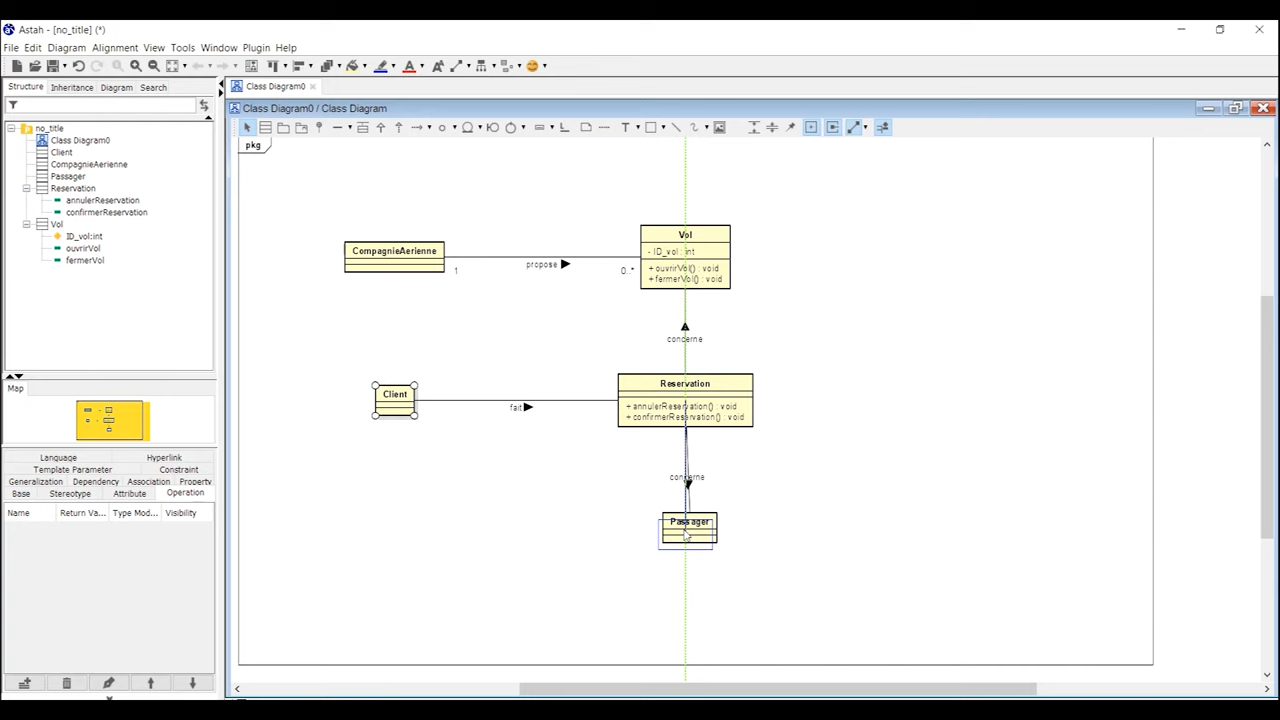 Astah - [no_title] (*)
File Edit Diagram Alignment View Tools Window Plugin Help
Structure Inheritance Diagram Search
no_title
Class Diagram0
Client
CompagnieAerienne
Passager
Reservation
annulerReservation
confirmerReservation
Vol
ID_vol:int
ouvrirVol
fermerVol
Map
Language Hyperlink
Template Parameter Constraint
Generalization Dependency Association Property
Base Stereotype Attribute Operation
Name Return Va... Type Mod... Visibility
Class Diagram0
Class Diagram0 / Class Diagram
pkg
CompagnieAerienne
1
propose
0..*
Vol
- ID_vol : int
+ ouvrirVol() : void
+ fermerVol() : void
concerne
Client
fait
Reservation
+ annulerReservation() : void
+ confirmerReservation() : void
concerne
Passager